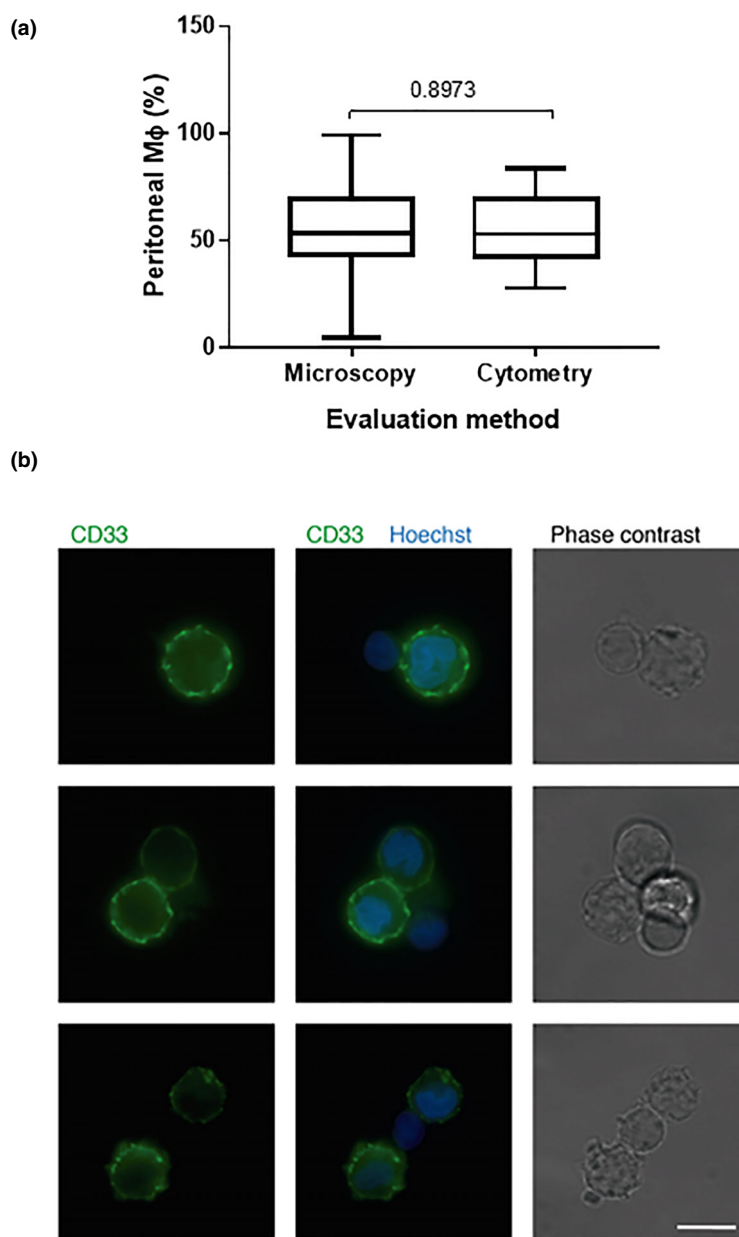 (a)
150
100
50
0
Peritoneal Mϕ (%)
0.8973
Microscopy Cytometry
Evaluation method
(b)
CD33 CD33 Hoechst Phase contrast